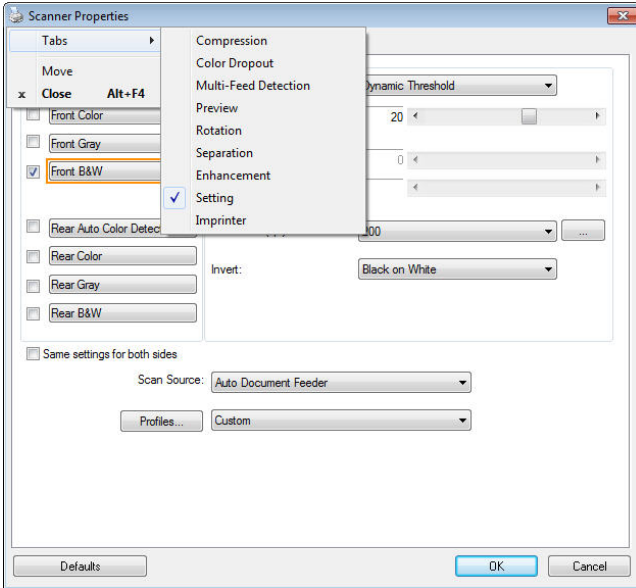 Scanner Properties
Tabs
Move
x Close Alt+F4
Compression
Color Dropout
Multi-Feed Detection
Preview
Rotation
Separation
Enhancement
Setting
Imprinter
Dynamic Threshold
Front Color
20
Front Gray
Front B&W
0
Rear Auto Color Detec
200
...
Rear Color
Invert:
Black on White
Rear Gray
Rear B&W
Same settings for both sides
Scan Source:
Auto Document Feeder
Profiles...
Custom
Defaults
OK
Cancel